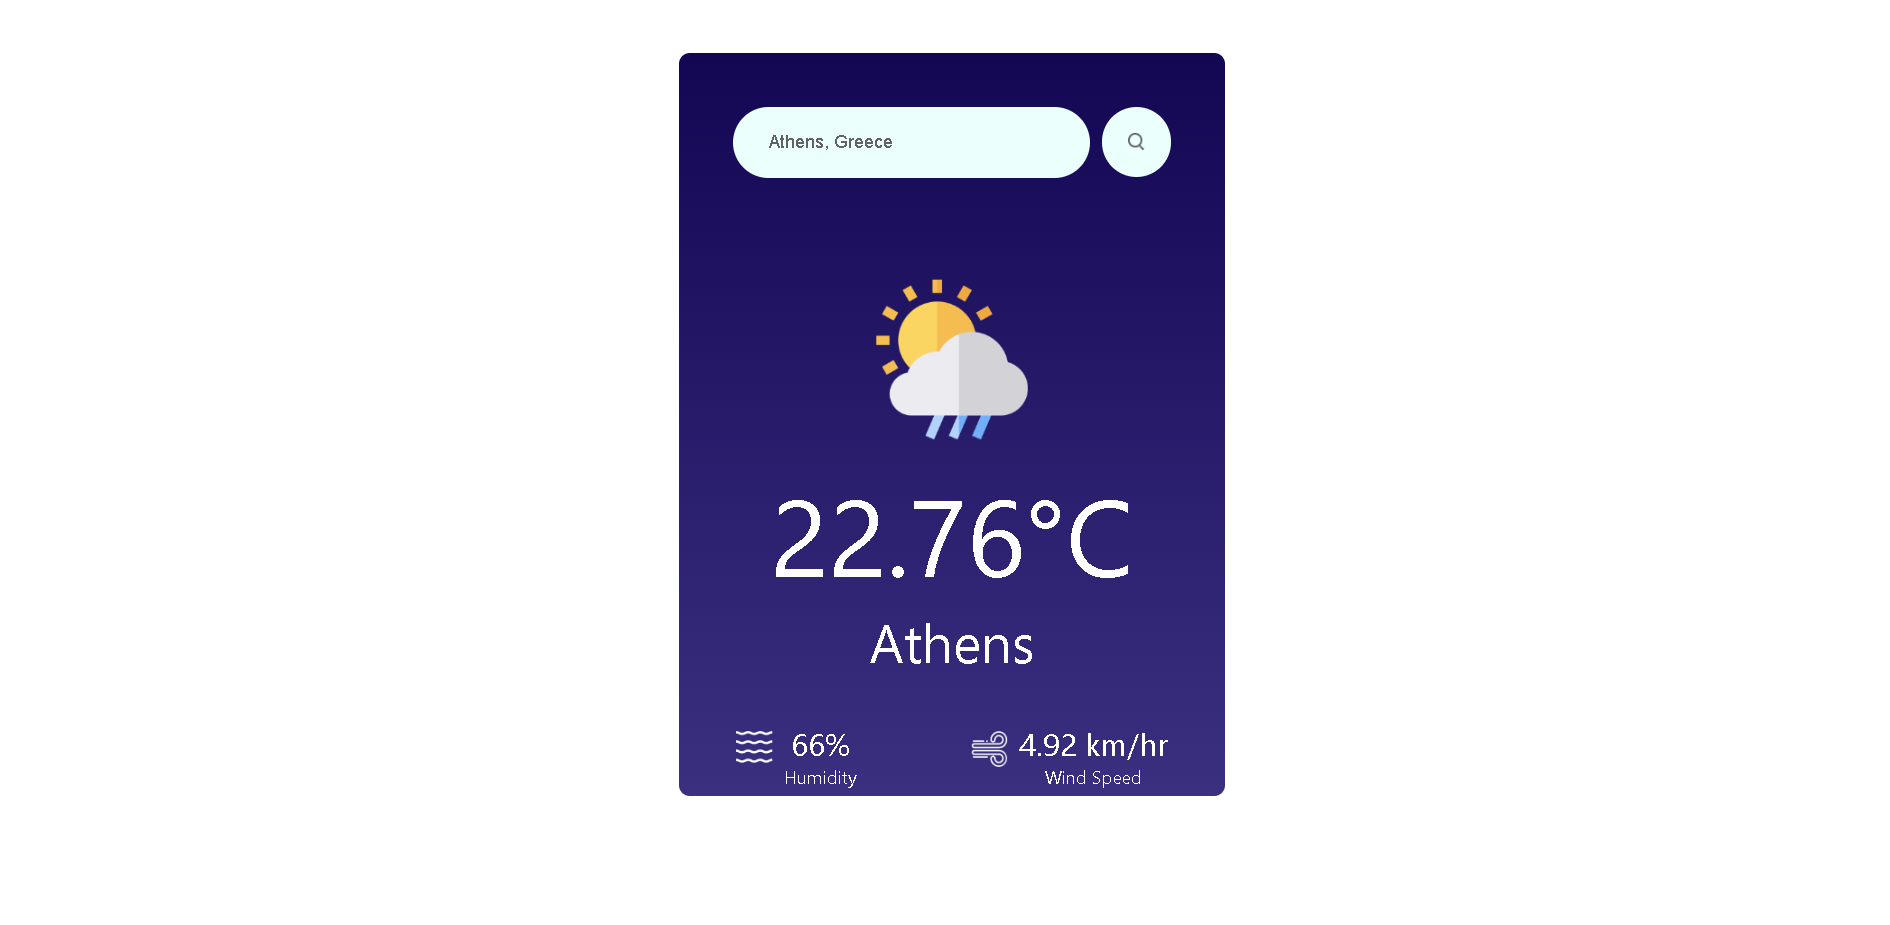 Athens, Greece
22.76°C
Athens
66%
Humidity
4.92 km/hr
Wind Speed